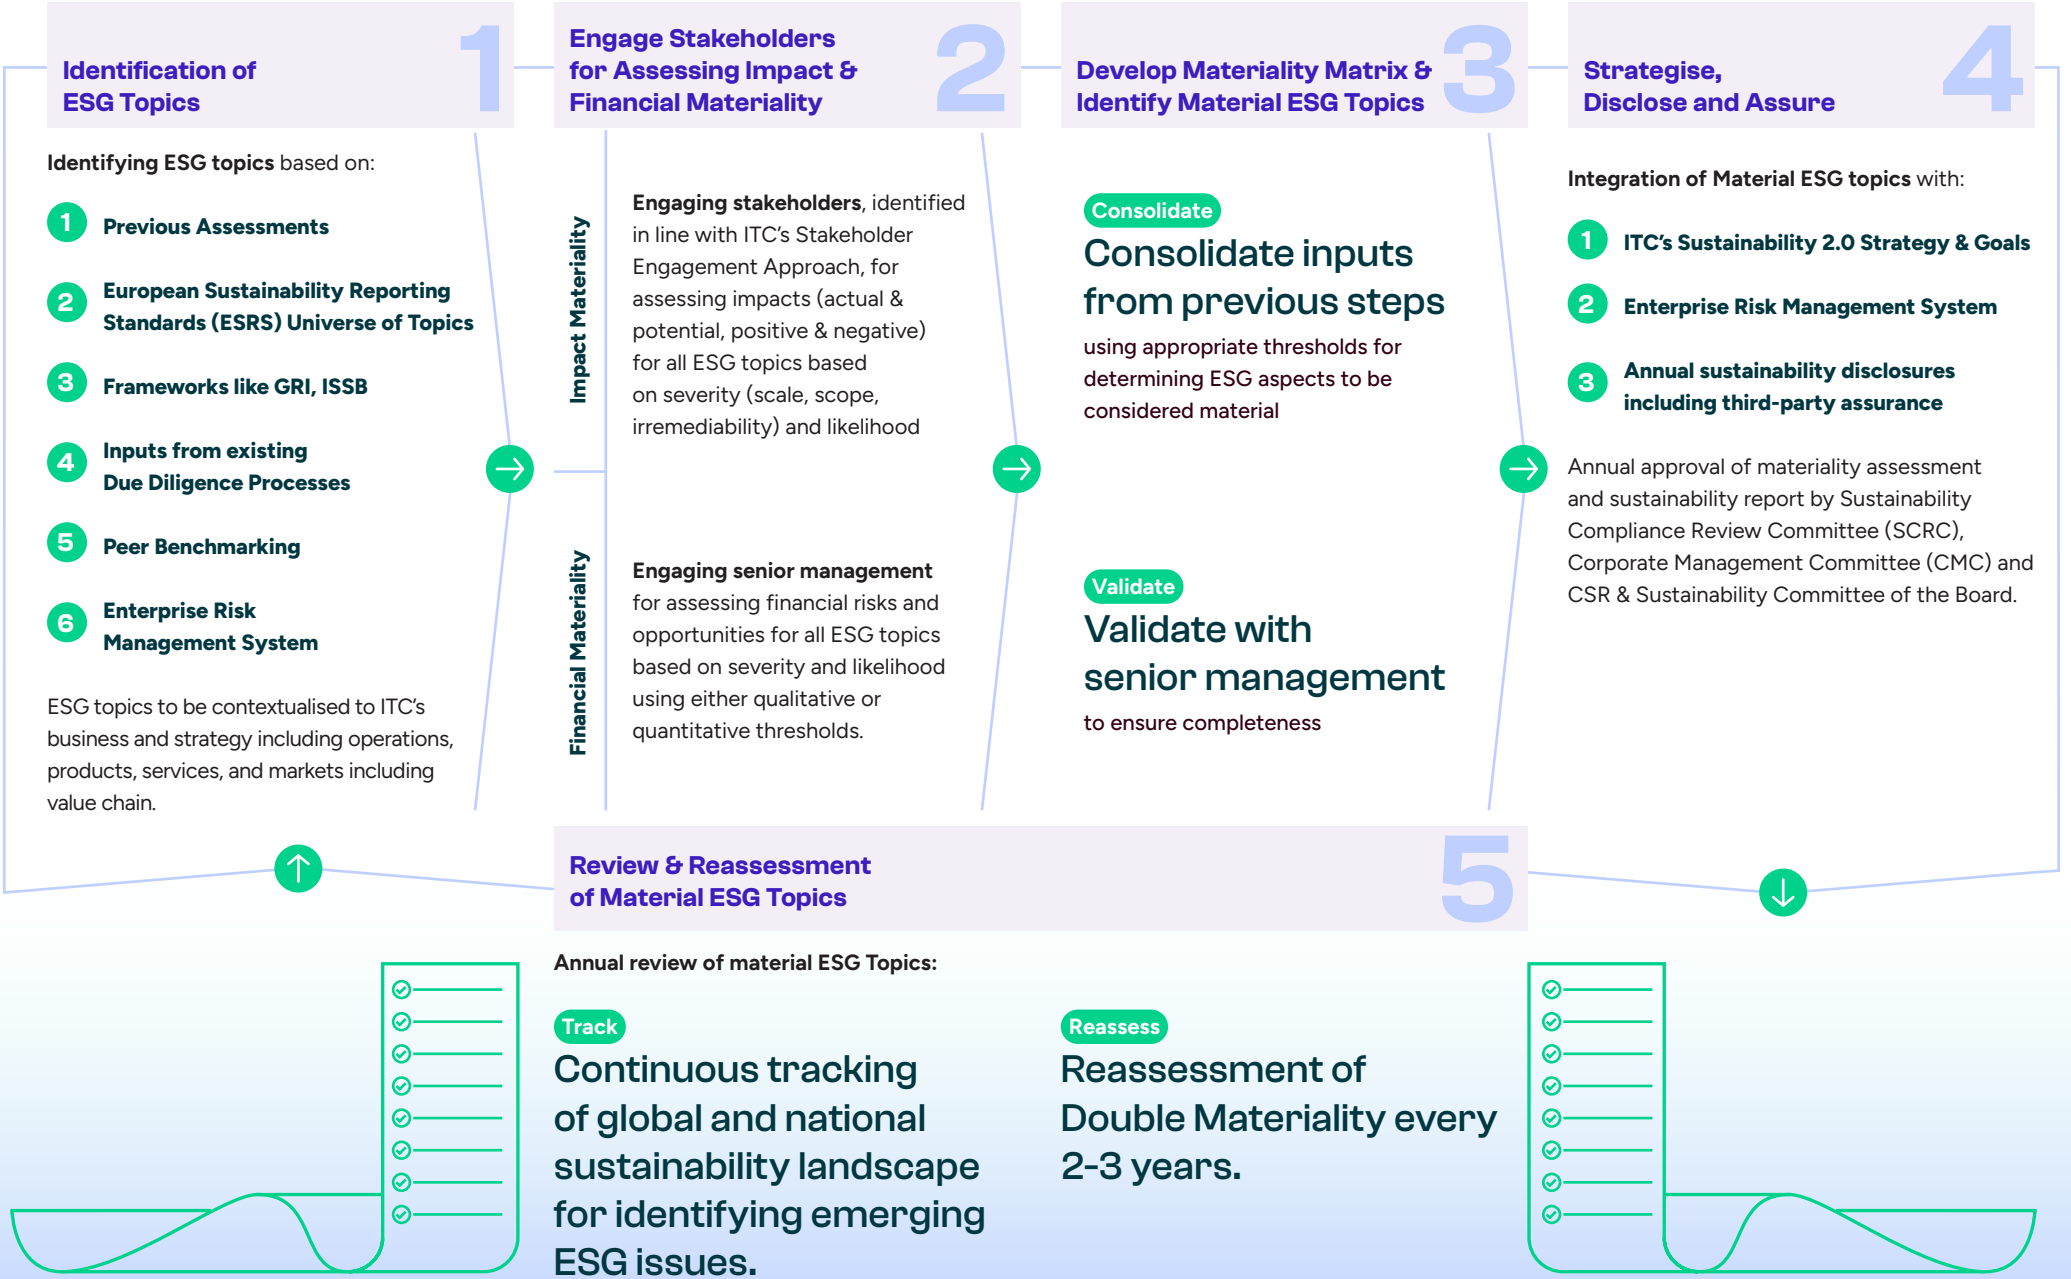 1
Identification of
ESG Topics
Identifying ESG topics based on:
1
Previous Assessments
2
European Sustainability Reporting
Standards (ESRS) Universe of Topics
3
Frameworks like GRI, ISSB
4
Inputs from existing
Due Diligence Processes
5
Peer Benchmarking
6
Enterprise Risk
Management System
ESG topics to be contextualised to ITC’s
business and strategy including operations,
products, services, and markets including
value chain.
2
Engage Stakeholders
for Assessing Impact &
Financial Materiality
Impact Materiality
Engaging stakeholders, identified
in line with ITC’s Stakeholder
Engagement Approach, for
assessing impacts (actual &
potential, positive & negative)
for all ESG topics based
on severity (scale, scope,
irremediability) and likelihood
Financial Materiality
Engaging senior management
for assessing financial risks and
opportunities for all ESG topics
based on severity and likelihood
using either qualitative or
quantitative thresholds.
3
Develop Materiality Matrix &
Identify Material ESG Topics
Consolidate
Consolidate inputs
from previous steps
using appropriate thresholds for
determining ESG aspects to be
considered material
Validate
Validate with
senior management
to ensure completeness
4
Strategise,
Disclose and Assure
Integration of Material ESG topics with:
1
ITC’s Sustainability 2.0 Strategy & Goals
2
Enterprise Risk Management System
3
Annual sustainability disclosures
including third-party assurance
Annual approval of materiality assessment
and sustainability report by Sustainability
Compliance Review Committee (SCRC),
Corporate Management Committee (CMC) and
CSR & Sustainability Committee of the Board.
5
Review & Reassessment
of Material ESG Topics
Annual review of material ESG Topics:
Track
Continuous tracking
of global and national
sustainability landscape
for identifying emerging
ESG issues.
Reassess
Reassessment of
Double Materiality every
2-3 years.